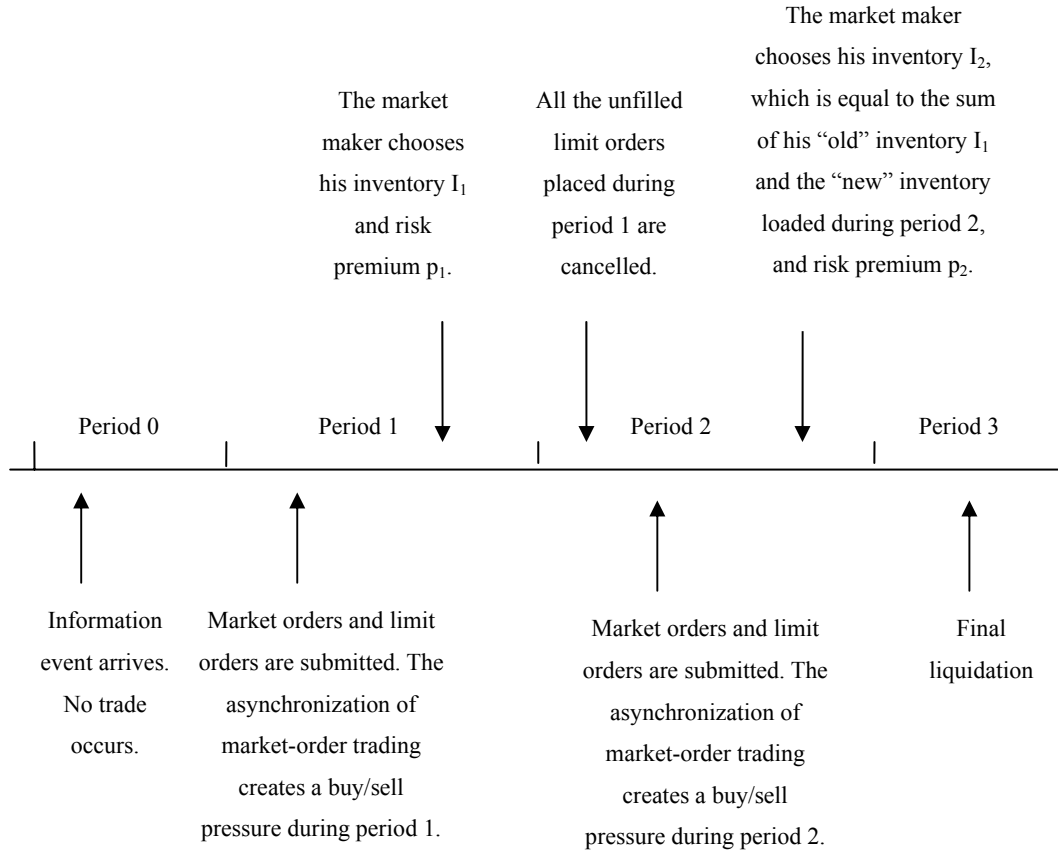 The market maker
chooses his inventory I₂,
which is equal to the sum
of his “old” inventory I₁
and the “new” inventory
loaded during period 2,
and risk premium p₂.
The market
maker chooses
his inventory I₁
and risk
premium p₁.
All the unfilled
limit orders
placed during
period 1 are
cancelled.
Period 0
Period 1
Period 2
Period 3
Information
event arrives.
No trade
occurs.
Market orders and limit
orders are submitted. The
asynchronization of
market-order trading
creates a buy/sell
pressure during period 1.
Market orders and limit
orders are submitted. The
asynchronization of
market-order trading
creates a buy/sell
pressure during period 2.
Final
liquidation